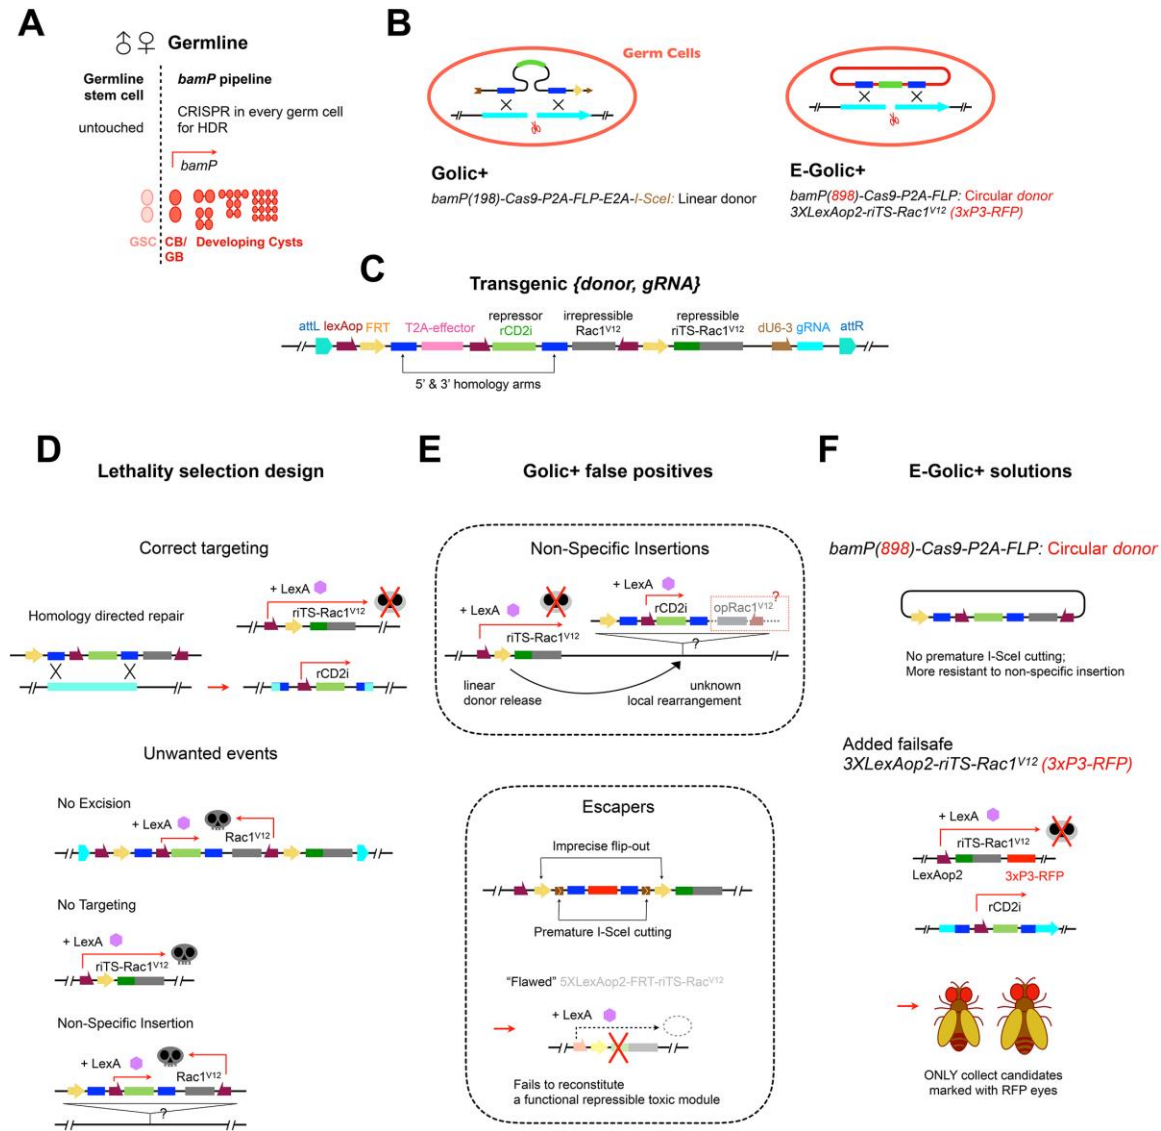 A
♂ ♀ Germline
Germline
stem cell
untouched
bamP pipeline
CRISPR in every germ cell
for HDR
bamP
GSC
CB/
GB
Developing Cysts
B
Germ Cells
Golic+
bamP(198)-Cas9-P2A-FLP-E2A-I-SceI: Linear donor
E-Golic+
bamP(898)-Cas9-P2A-FLP: Circular donor
3XLexAop2-riTS-Rac1V12 (3xP3-RFP)
C
Transgenic {donor, gRNA}
attL lexAop FRT T2A-effector
repressor
rCD2i
irrepressible
Rac1V12
repressible
riTS-Rac1V12
dU6-3 gRNA attR
5’ & 3’ homology arms
D
Lethality selection design
Correct targeting
Homology directed repair
+ LexA
riTS-Rac1V12
rCD2i
Unwanted events
No Excision
+ LexA
Rac1V12
No Targeting
+ LexA
riTS-Rac1V12
Non-Specific Insertion
+ LexA
Rac1V12
?
E
Golic+ false positives
Non-Specific Insertions
+ LexA
riTS-Rac1V12
+ LexA
rCD2i
opRac1V12
?
?
linear
donor release
unknown
local rearrangement
Escapers
Imprecise flip-out
Premature I-SceI cutting
“Flawed” 5XLexAop2-FRT-riTS-RacV12
+ LexA
Fails to reconstitute
a functional repressible toxic module
F
E-Golic+ solutions
bamP(898)-Cas9-P2A-FLP: Circular donor
No premature I-SceI cutting;
More resistant to non-specific insertion
Added failsafe
3XLexAop2-riTS-Rac1V12 (3xP3-RFP)
+ LexA
riTS-Rac1V12
LexAop2
3xP3-RFP
rCD2i
ONLY collect candidates
marked with RFP eyes